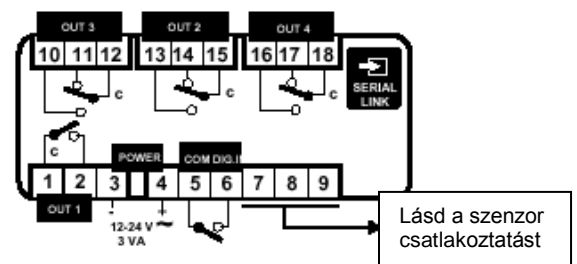 OUT 3
OUT 2
OUT 4
10 11 12
13 14 15
16 17 18
C
C
C
SERIAL
LINK
C
POWER
COM DIG.I
1 2 3 4 5 6 7 8 9
OUT 1
- +
12-24 V ~
3 VA
Lásd a szenzor
csatlakoztatást